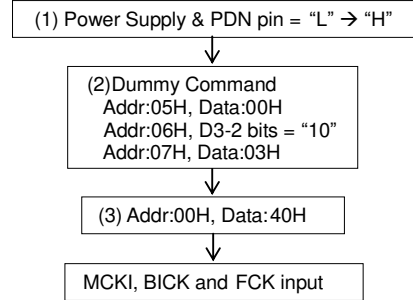 (1) Power Supply & PDN pin = “L” → “H”
(2)Dummy Command
Addr:05H, Data:00H
Addr:06H, D3-2 bits = “10”
Addr:07H, Data:03H
(3) Addr:00H, Data:40H
MCKI, BICK and FCK input